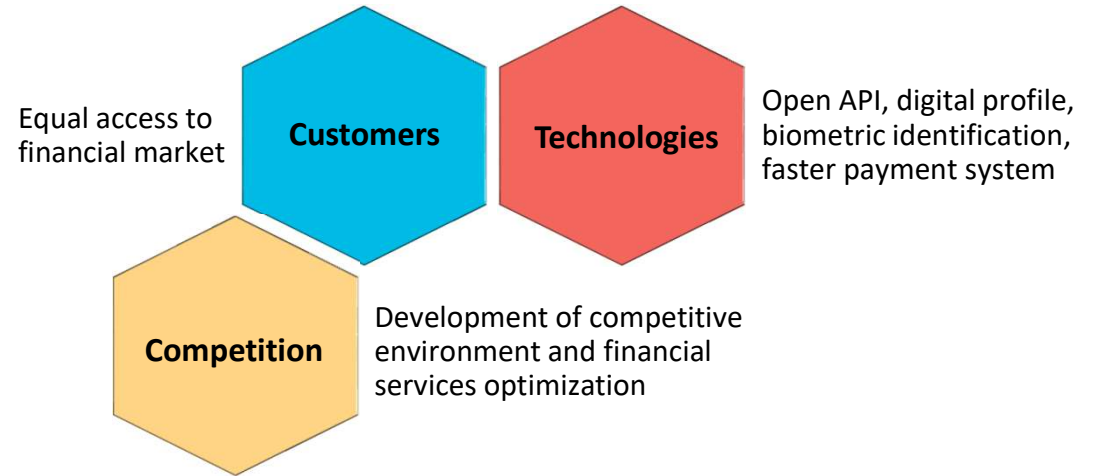 Equal access to
financial market
Customers
Technologies
Open API, digital profile,
biometric identification,
faster payment system
Competition
Development of competitive
environment and financial
services optimization